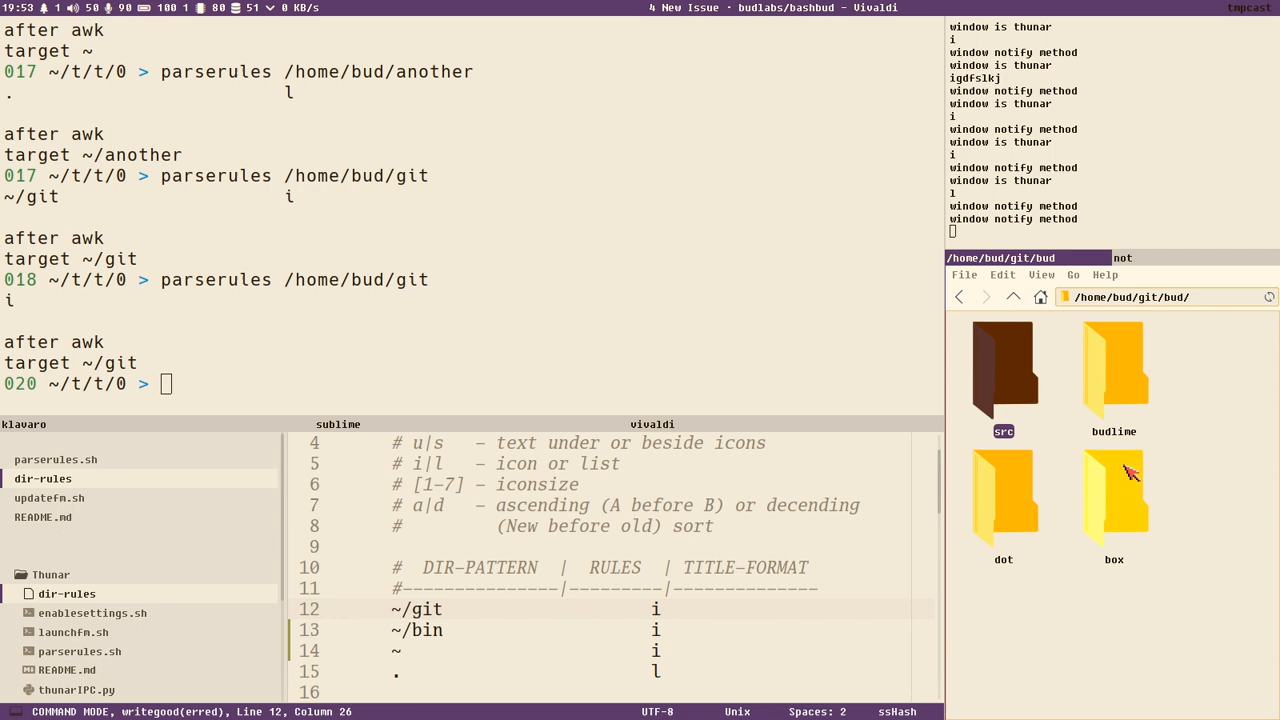 19:53 1 50 90 100 1 80 51 0 KB/s
4 New Issue · budlabs/bashbud - Vivaldi
tmpcast
after awk
target ~
017 ~/t/t/0 > parserules /home/bud/another
. l
after awk
target ~/another
017 ~/t/t/0 > parserules /home/bud/git
~/git i
after awk
target ~/git
018 ~/t/t/0 > parserules /home/bud/git
i
after awk
target ~/git
020 ~/t/t/0 >
window is thunar
i
window notify method
window is thunar
igdfslkj
window notify method
window is thunar
i
window notify method
window is thunar
i
window notify method
window is thunar
l
window notify method
window notify method
/home/bud/git/bud not
File Edit View Go Help
/home/bud/git/bud/
src budlime
dot box
klavaro sublime vivaldi
parserules.sh
dir-rules
updatefm.sh
README.md
Thunar
dir-rules
enablesettings.sh
launchfm.sh
parserules.sh
README.md
thunarIPC.py
4 # u|s - text under or beside icons
5 # i|l - icon or list
6 # [1-7] - iconsize
7 # a|d - ascending (A before B) or decending
8 # (New before old) sort
9
10 # DIR-PATTERN | RULES | TITLE-FORMAT
11 #---------------|---------|--------------
12 ~/git i
13 ~/bin i
14 ~ i
15 . l
16
COMMAND MODE, writegood(erred), Line 12, Column 26 UTF-8 Unix Spaces: 2 ssHash